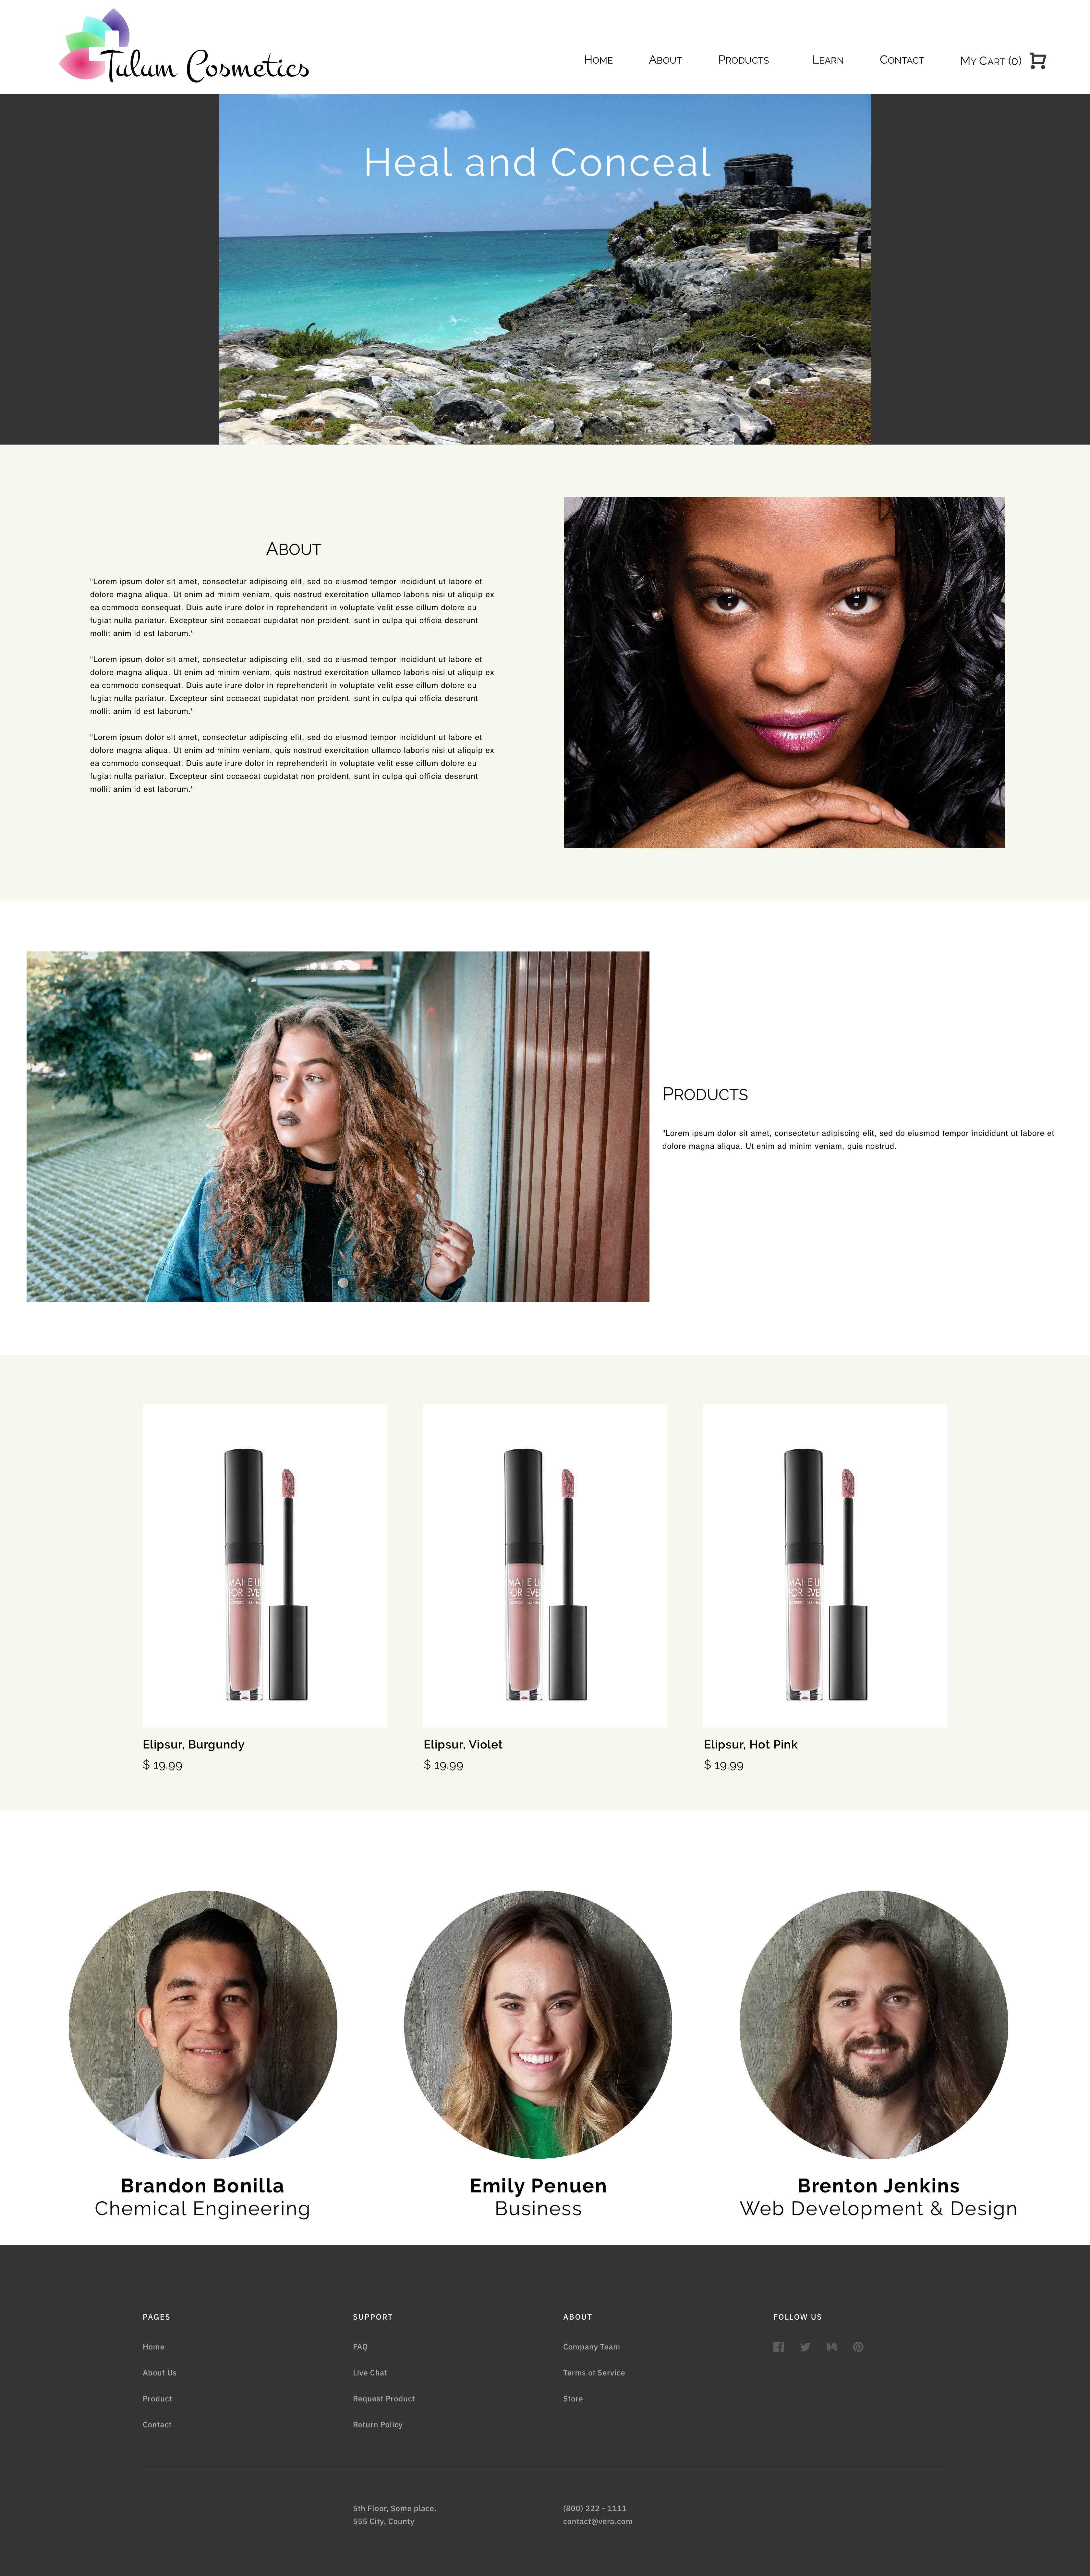 Tulum Cosmetics
Home About Products Learn Contact My Cart (0)
Heal and Conceal
About
"Lorem ipsum dolor sit amet, consectetur adipiscing elit, sed do eiusmod tempor incididunt ut labore et
dolore magna aliqua. Ut enim ad minim veniam, quis nostrud exercitation ullamco laboris nisi ut aliquip ex
ea commodo consequat. Duis aute irure dolor in reprehenderit in voluptate velit esse cillum dolore eu
fugiat nulla pariatur. Excepteur sint occaecat cupidatat non proident, sunt in culpa qui officia deserunt
mollit anim id est laborum."
"Lorem ipsum dolor sit amet, consectetur adipiscing elit, sed do eiusmod tempor incididunt ut labore et
dolore magna aliqua. Ut enim ad minim veniam, quis nostrud exercitation ullamco laboris nisi ut aliquip ex
ea commodo consequat. Duis aute irure dolor in reprehenderit in voluptate velit esse cillum dolore eu
fugiat nulla pariatur. Excepteur sint occaecat cupidatat non proident, sunt in culpa qui officia deserunt
mollit anim id est laborum."
"Lorem ipsum dolor sit amet, consectetur adipiscing elit, sed do eiusmod tempor incididunt ut labore et
dolore magna aliqua. Ut enim ad minim veniam, quis nostrud exercitation ullamco laboris nisi ut aliquip ex
ea commodo consequat. Duis aute irure dolor in reprehenderit in voluptate velit esse cillum dolore eu
fugiat nulla pariatur. Excepteur sint occaecat cupidatat non proident, sunt in culpa qui officia deserunt
mollit anim id est laborum."
Products
"Lorem ipsum dolor sit amet, consectetur adipiscing elit, sed do eiusmod tempor incididunt ut labore et
dolore magna aliqua. Ut enim ad minim veniam, quis nostrud.
MAKE U
FOR EVER
MAKE U
FOR EVER
MAKE U
FOR EVER
Elipsur, Burgundy
$ 19.99
Elipsur, Violet
$ 19.99
Elipsur, Hot Pink
$ 19.99
Brandon Bonilla
Chemical Engineering
Emily Penuen
Business
Brenton Jenkins
Web Development & Design
PAGES
Home
About Us
Product
Contact
SUPPORT
FAQ
Live Chat
Request Product
Return Policy
ABOUT
Company Team
Terms of Service
Store
FOLLOW US
5th Floor, Some place,
555 City, County
(800) 222 - 1111
contact@vera.com